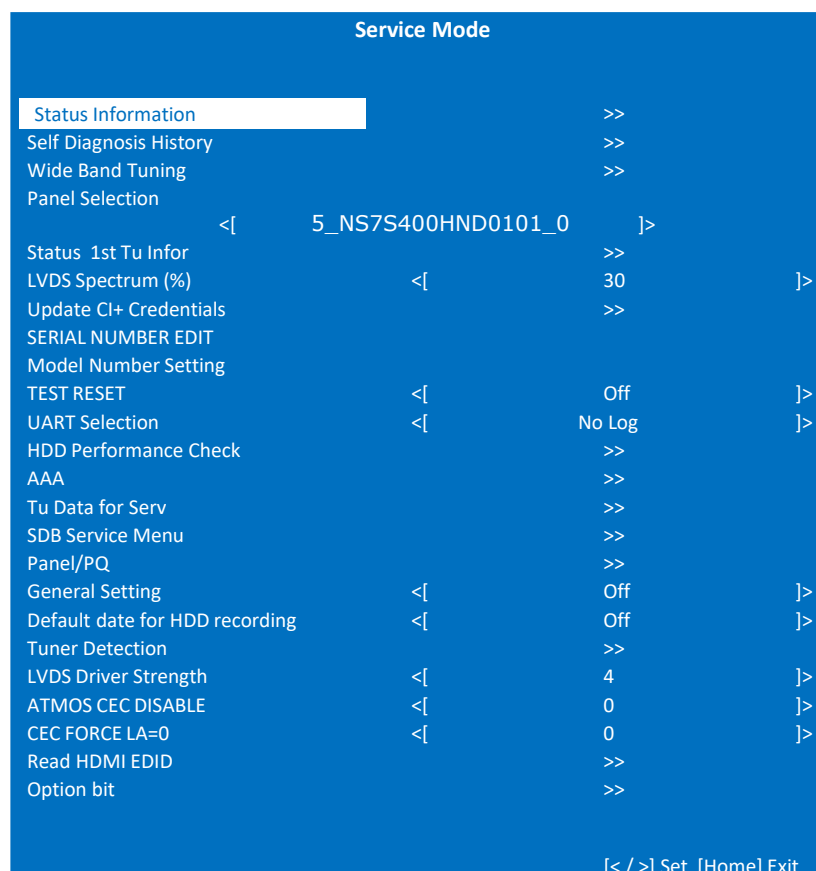 Service Mode
Status Information >>
Self Diagnosis History >>
Wide Band Tuning >>
Panel Selection
<[ 5_NS7S400HND0101_0 ]>
Status 1st Tu Infor >>
LVDS Spectrum (%) <[ 30 ]>
Update CI+ Credentials >>
SERIAL NUMBER EDIT
Model Number Setting
TEST RESET <[ Off ]>
UART Selection <[ No Log ]>
HDD Performance Check >>
AAA >>
Tu Data for Serv >>
SDB Service Menu >>
Panel/PQ >>
General Setting <[ Off ]>
Default date for HDD recording <[ Off ]>
Tuner Detection >>
LVDS Driver Strength <[ 4 ]>
ATMOS CEC DISABLE <[ 0 ]>
CEC FORCE LA=0 <[ 0 ]>
Read HDMI EDID >>
Option bit >>
[< / >] Set [Home] Exit